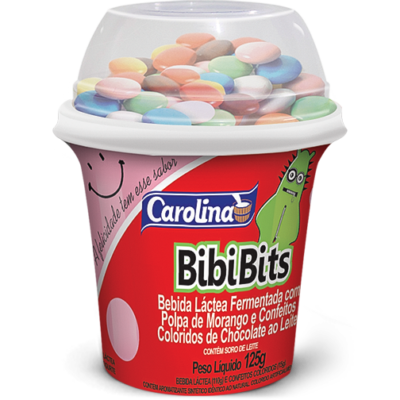 A felicidade tem esse sabor
Carolina
BibiBits
Bebida Láctea Fermentada com
Polpa de Morango e Confeitos
Coloridos de Chocolate ao Leite
CONTÉM SORO DE LEITE
Peso Líquido 125g